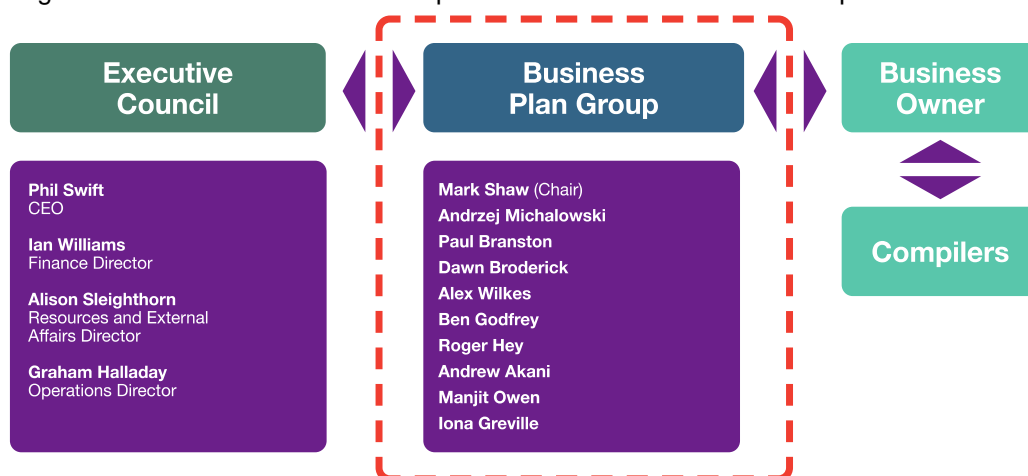 Executive
Council
Business
Plan Group
Business
Owner
Phil Swift
CEO
Ian Williams
Finance Director
Alison Sleighthorn
Resources and External
Affairs Director
Graham Halladay
Operations Director
Mark Shaw (Chair)
Andrzej Michalowski
Paul Branston
Dawn Broderick
Alex Wilkes
Ben Godfrey
Roger Hey
Andrew Akani
Manjit Owen
Iona Greville
Compilers